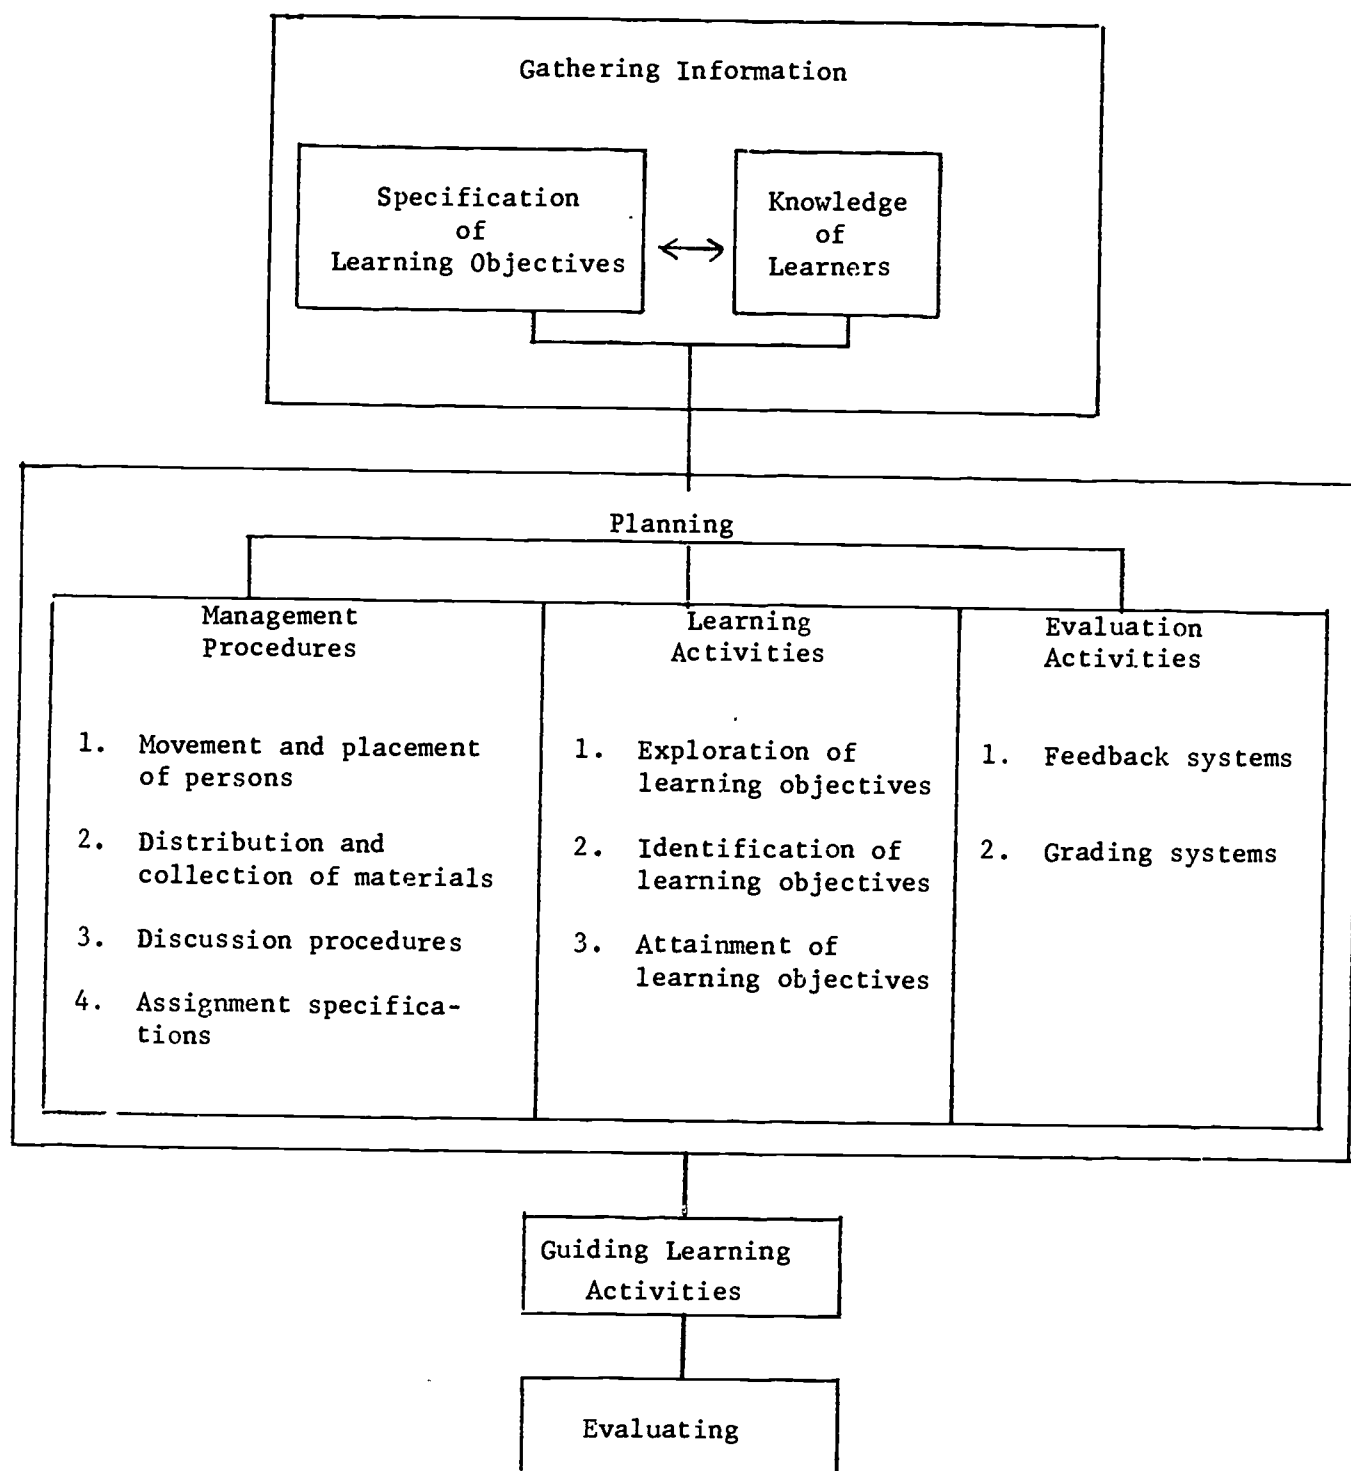 Gathering Information
Specification
of
Learning Objectives
Knowledge
of
Learners
Planning
Management
Procedures
1. Movement and placement
of persons
2. Distribution and
collection of materials
3. Discussion procedures
4. Assignment specifica-
tions
Learning
Activities
1. Exploration of
learning objectives
2. Identification of
learning objectives
3. Attainment of
learning objectives
Evaluation
Activities
1. Feedback systems
2. Grading systems
Guiding Learning
Activities
Evaluating